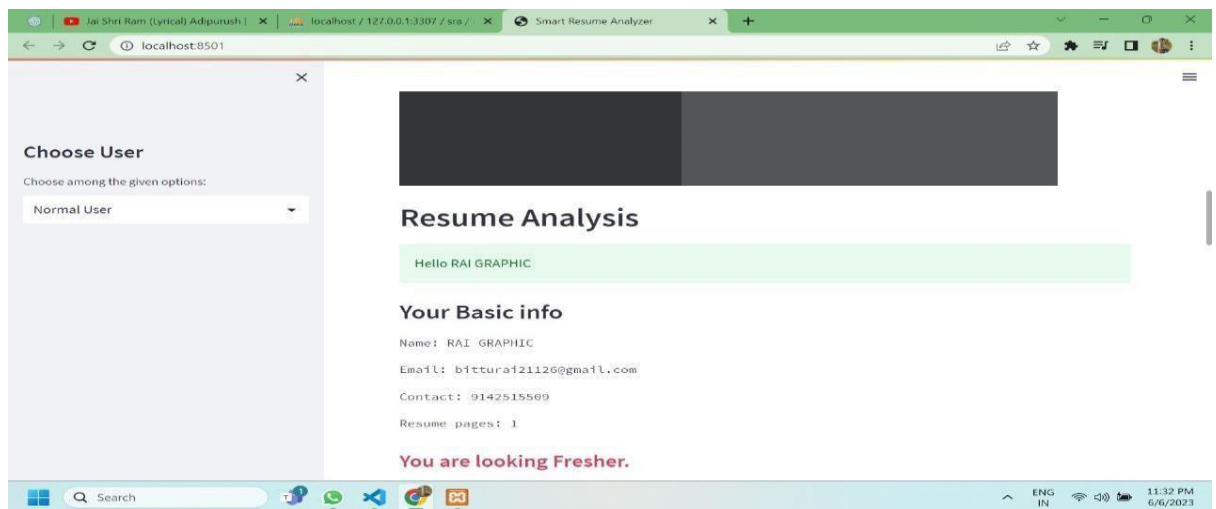 Jai Shri Ram (Lyrical) Adipurush |
localhost / 127.0.0.1:3307 / sra /
Smart Resume Analyzer
localhost:8501
Choose User
Choose among the given options:
Normal User
Resume Analysis
Hello RAI GRAPHIC
Your Basic info
Name: RAI GRAPHIC
Email: bitturai21126@gmail.com
Contact: 9142515509
Resume pages: 1
You are looking Fresher.
Search
ENG
IN
11:32 PM
6/6/2023